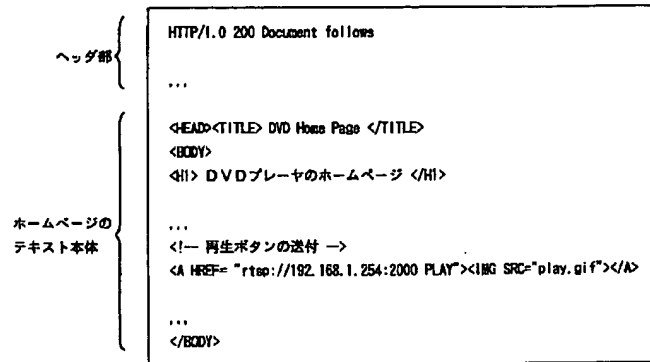 HTTP/1.0 200 Document follows
ヘッダ部
...
<HEAD><TITLE> DVD Home Page </TITLE>
<BODY>
<H1> DVDプレーヤのホームページ </H1>
ホームページの
テキスト本体
...
<!-- 再生ボタンの送付 -->
<A HREF= "rtsp://192.168.1.254:2000 PLAY"><IMG SRC="play.gif"></A>
...
</BODY>